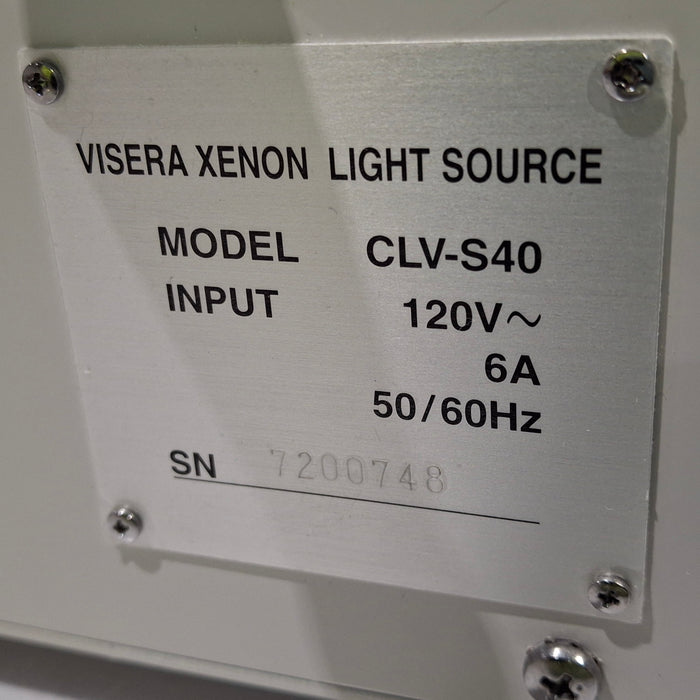 VISERA XENON LIGHT SOURCE
MODEL CLV-S40
INPUT 120V~
6A
50/60Hz
SN 7200748